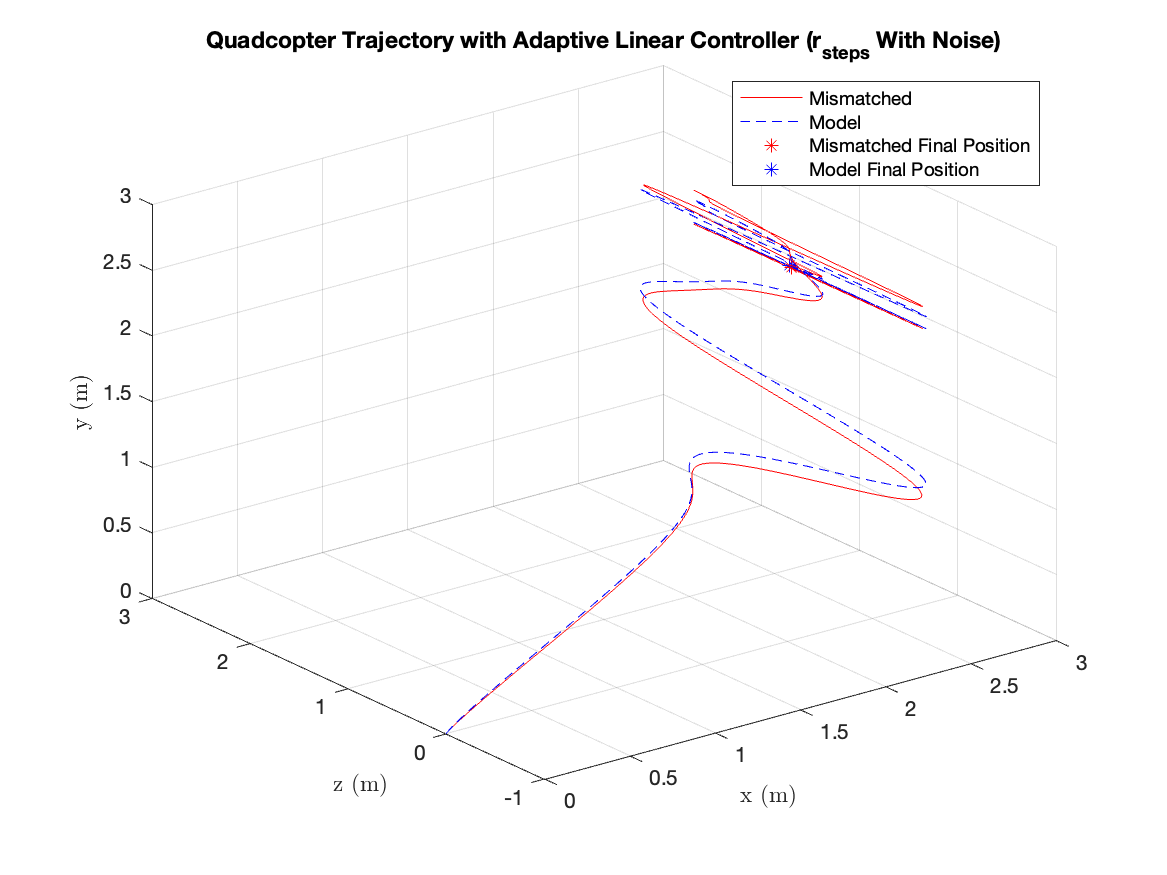 Quadcopter Trajectory with Adaptive Linear Controller (r_steps With Noise)
Mismatched
Model
Mismatched Final Position
Model Final Position
3
2.5
2
1.5
1
0.5
0
y (m)
3
2
1
0
-1
z (m)
0
0.5
1
1.5
2
2.5
3
x (m)